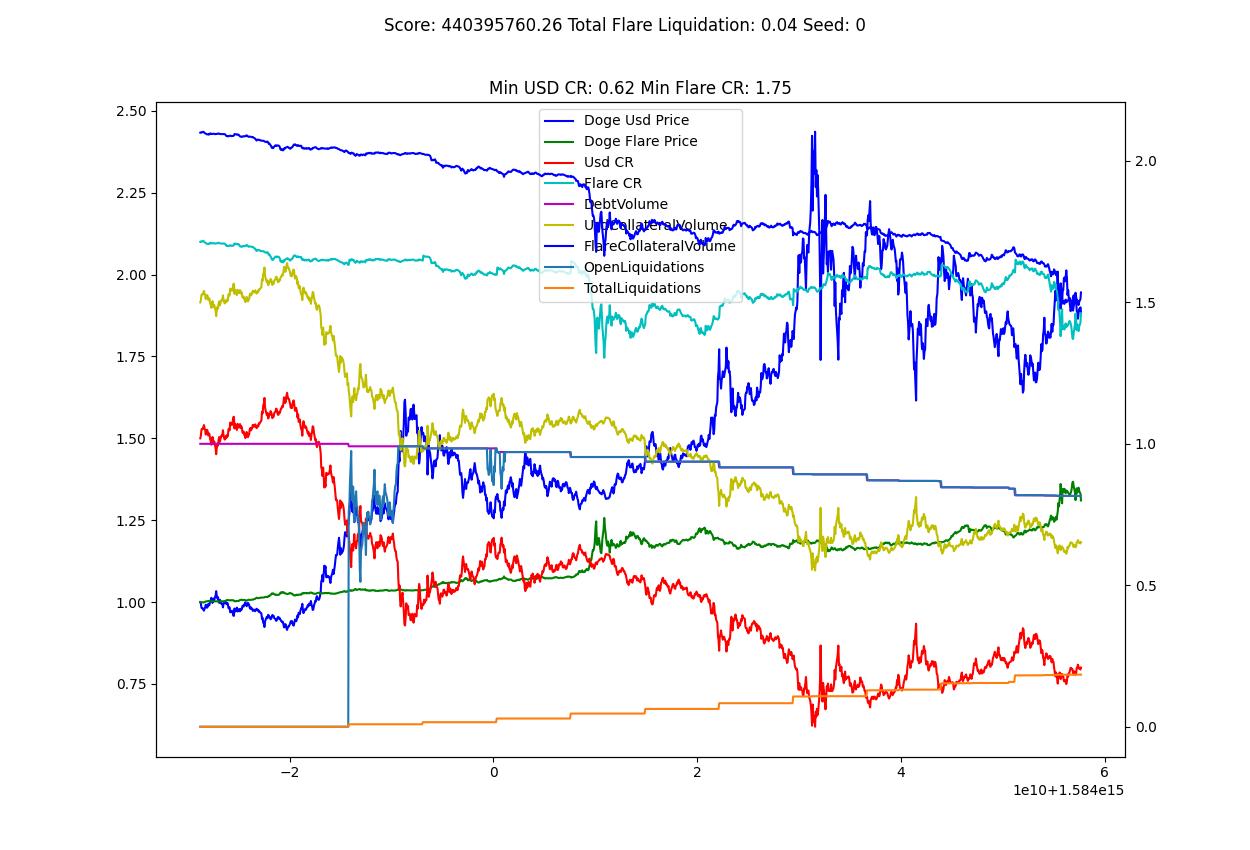 Score: 440395760.26 Total Flare Liquidation: 0.04 Seed: 0
Min USD CR: 0.62 Min Flare CR: 1.75
2.50
2.25
2.00
1.75
1.50
1.25
1.00
0.75
Doge Usd Price
Doge Flare Price
Usd CR
Flare CR
DebtVolume
UsdCollateralVolume
FlareCollateralVolume
OpenLiquidations
TotalLiquidations
2.0
1.5
1.0
0.5
0.0
−2
0
2
4
6
1e10+1.584e15